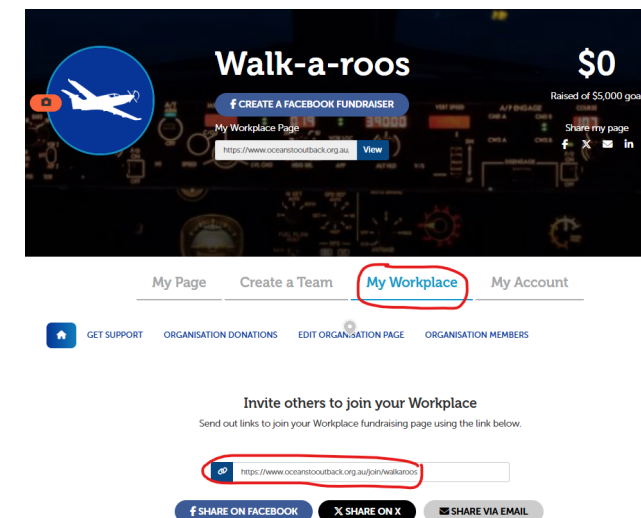 Walk-a-roos
$0
f CREATE A FACEBOOK FUNDRAISER
Raised of $5,000 goa
My Workplace Page
Share my page
https://www.oceanstooutback.org.au. View
My Page Create a Team My Workplace My Account
GET SUPPORT ORGANISATION DONATIONS EDIT ORGANISATION PAGE ORGANISATION MEMBERS
Invite others to join your Workplace
Send out links to join your Workplace fundraising page using the link below.
https://www.oceanstooutback.org.au/join/walkaroos
f SHARE ON FACEBOOK X SHARE ON X SHARE VIA EMAIL